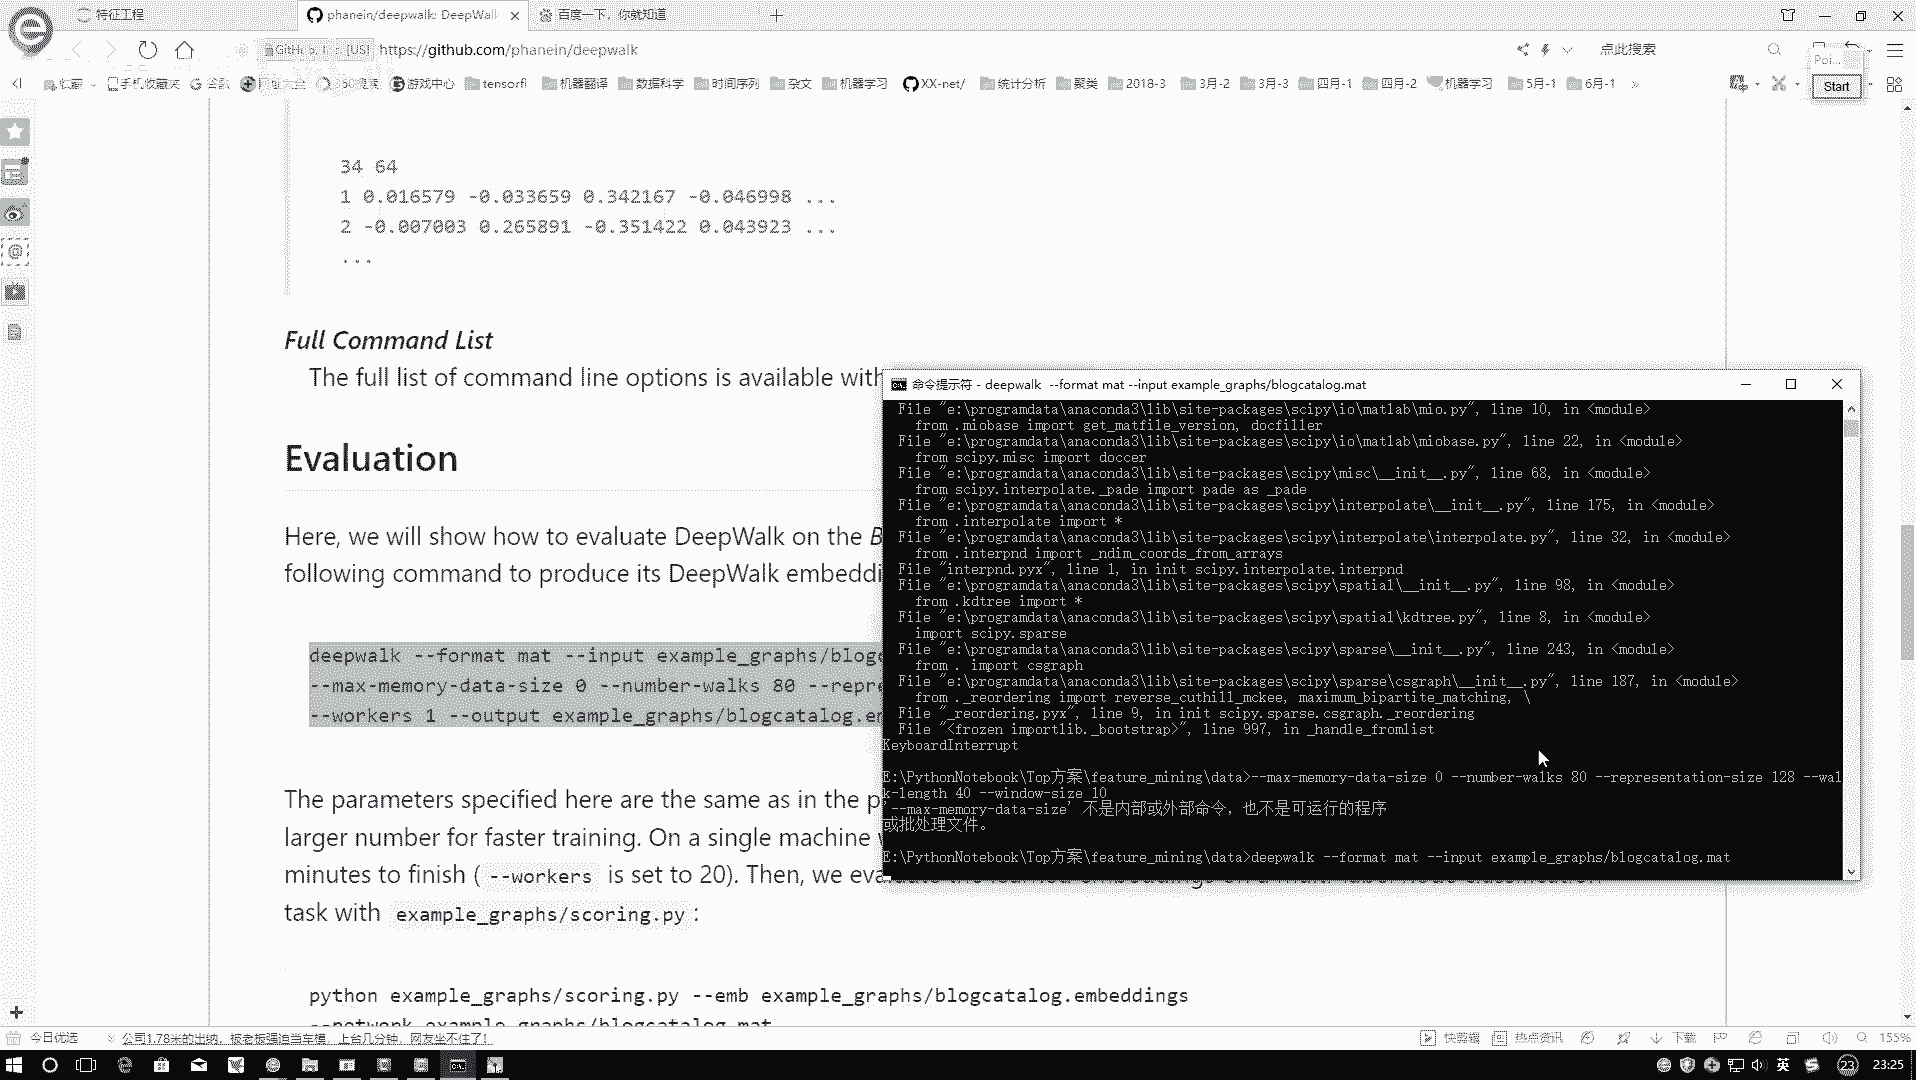 特征工程
phanein/deepwalk: DeepWalk
百度一下，你就知道
https://github.com/phanein/deepwalk
点此搜索
收藏
手机收藏夹
游戏中心
tensorfl
机器翻译
数据科学
时间序列
杂文
机器学习
XX-net/
统计分析
聚类
2018-3
3月-2
3月-3
四月-1
四月-2
机器学习
5月-1
6月-1
Poi...
Start
34 64
1 0.016579 -0.033659 0.342167 -0.046998 ...
2 -0.007003 0.265891 -0.351422 0.043923 ...
...
Full Command List
The full list of command line options is available with
Evaluation
Here, we will show how to evaluate DeepWalk on the B
following command to produce its DeepWalk embeddi
deepwalk --format mat --input example_graphs/blog
--max-memory-data-size 0 --number-walks 80 --repre
--workers 1 --output example_graphs/blogcatalog.em
The parameters specified here are the same as in the p
larger number for faster training. On a single machine
minutes to finish ( --workers is set to 20). Then, we
task with example_graphs/scoring.py :
python example_graphs/scoring.py --emb example_graphs/blogcatalog.embeddings
--network example_graphs/blogcatalog.mat
命令提示符 - deepwalk --format mat --input example_graphs/blogcatalog.mat
File "e:\programdata\anaconda3\lib\site-packages\scipy\io\matlab\mio.py", line 10, in <module>
from .miobase import get_matfile_version, docfiller
File "e:\programdata\anaconda3\lib\site-packages\scipy\io\matlab\miobase.py", line 22, in <module>
from scipy.misc import doccer
File "e:\programdata\anaconda3\lib\site-packages\scipy\misc\__init__.py", line 68, in <module>
from scipy.interpolate._pade import pade as _pade
File "e:\programdata\anaconda3\lib\site-packages\scipy\interpolate\__init__.py", line 175, in <module>
from .interpolate import *
File "e:\programdata\anaconda3\lib\site-packages\scipy\interpolate\interpolate.py", line 32, in <module>
from .interpnd import _ndim_coords_from_arrays
File "interpnd.pyx", line 1, in init scipy.interpolate.interpnd
File "e:\programdata\anaconda3\lib\site-packages\scipy\spatial\__init__.py", line 98, in <module>
from .kdtree import *
File "e:\programdata\anaconda3\lib\site-packages\scipy\spatial\kdtree.py", line 8, in <module>
import scipy.sparse
File "e:\programdata\anaconda3\lib\site-packages\scipy\sparse\__init__.py", line 243, in <module>
from . import csgraph
File "e:\programdata\anaconda3\lib\site-packages\scipy\sparse\csgraph\__init__.py", line 187, in <module>
from ._reordering import reverse_cuthill_mckee, maximum_bipartite_matching, \
File "_reordering.pyx", line 9, in init scipy.sparse.csgraph._reordering
File "<frozen importlib._bootstrap>", line 997, in _handle_fromlist
KeyboardInterrupt
E:\PythonNotebook\Top方案\feature_mining\data>--max-memory-data-size 0 --number-walks 80 --representation-size 128 --wal
k-length 40 --window-size 10
'--max-memory-data-size' 不是内部或外部命令，也不是可运行的程序
或批处理文件。
E:\PythonNotebook\Top方案\feature_mining\data>deepwalk --format mat --input example_graphs/blogcatalog.mat
今日优选
公司1.78米的出纳，被老板强迫当车模，上台几分钟，网友坐不住了！
快剪辑
热点资讯
下载
155%
英
23
23:25